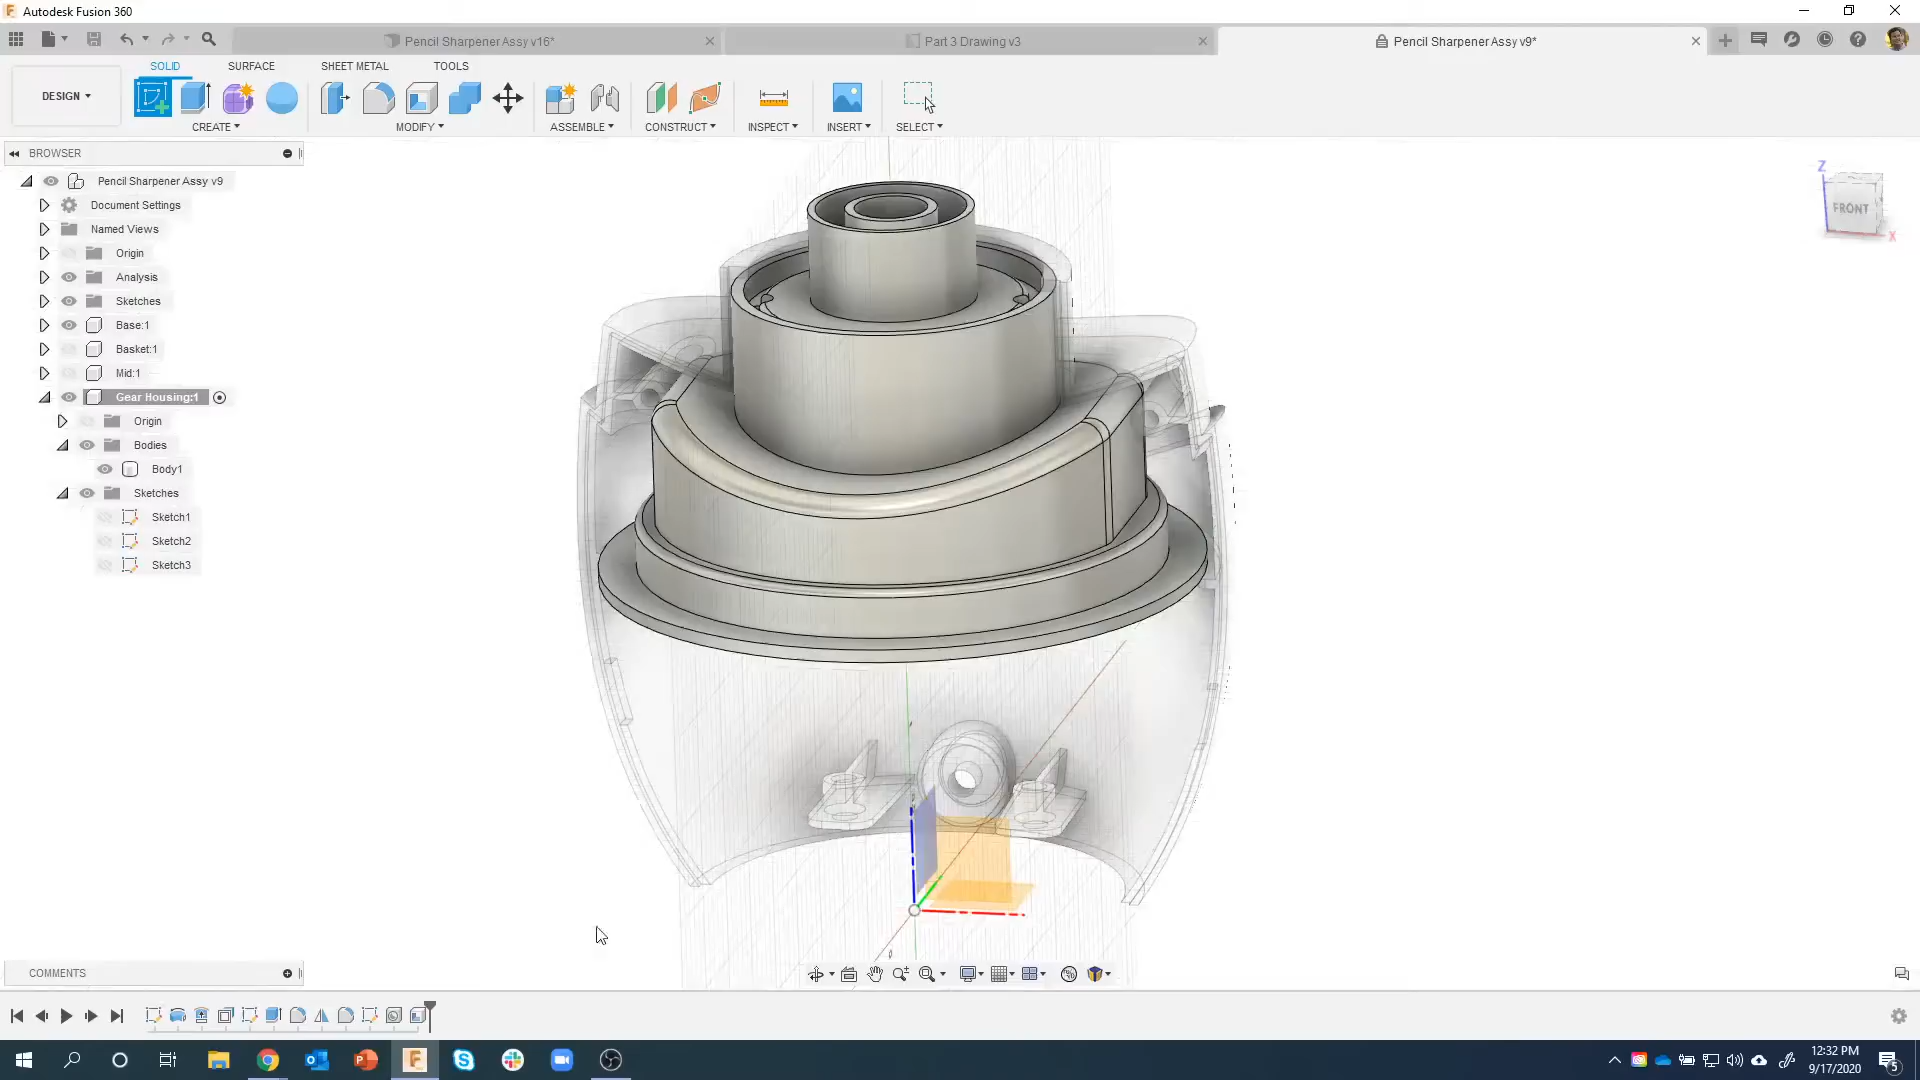 Autodesk Fusion 360
Pencil Sharpener Assy v16*
Part 3 Drawing v3
Pencil Sharpener Assy v9*
SOLID SURFACE SHEET METAL TOOLS
DESIGN
CREATE MODIFY ASSEMBLE CONSTRUCT INSPECT INSERT SELECT
BROWSER
Pencil Sharpener Assy v9
Document Settings
Named Views
Origin
Analysis
Sketches
Base:1
Basket:1
Mid:1
Gear Housing:1
Origin
Bodies
Body1
Sketches
Sketch1
Sketch2
Sketch3
Z
FRONT
X
COMMENTS
12:32 PM
9/17/2020
5